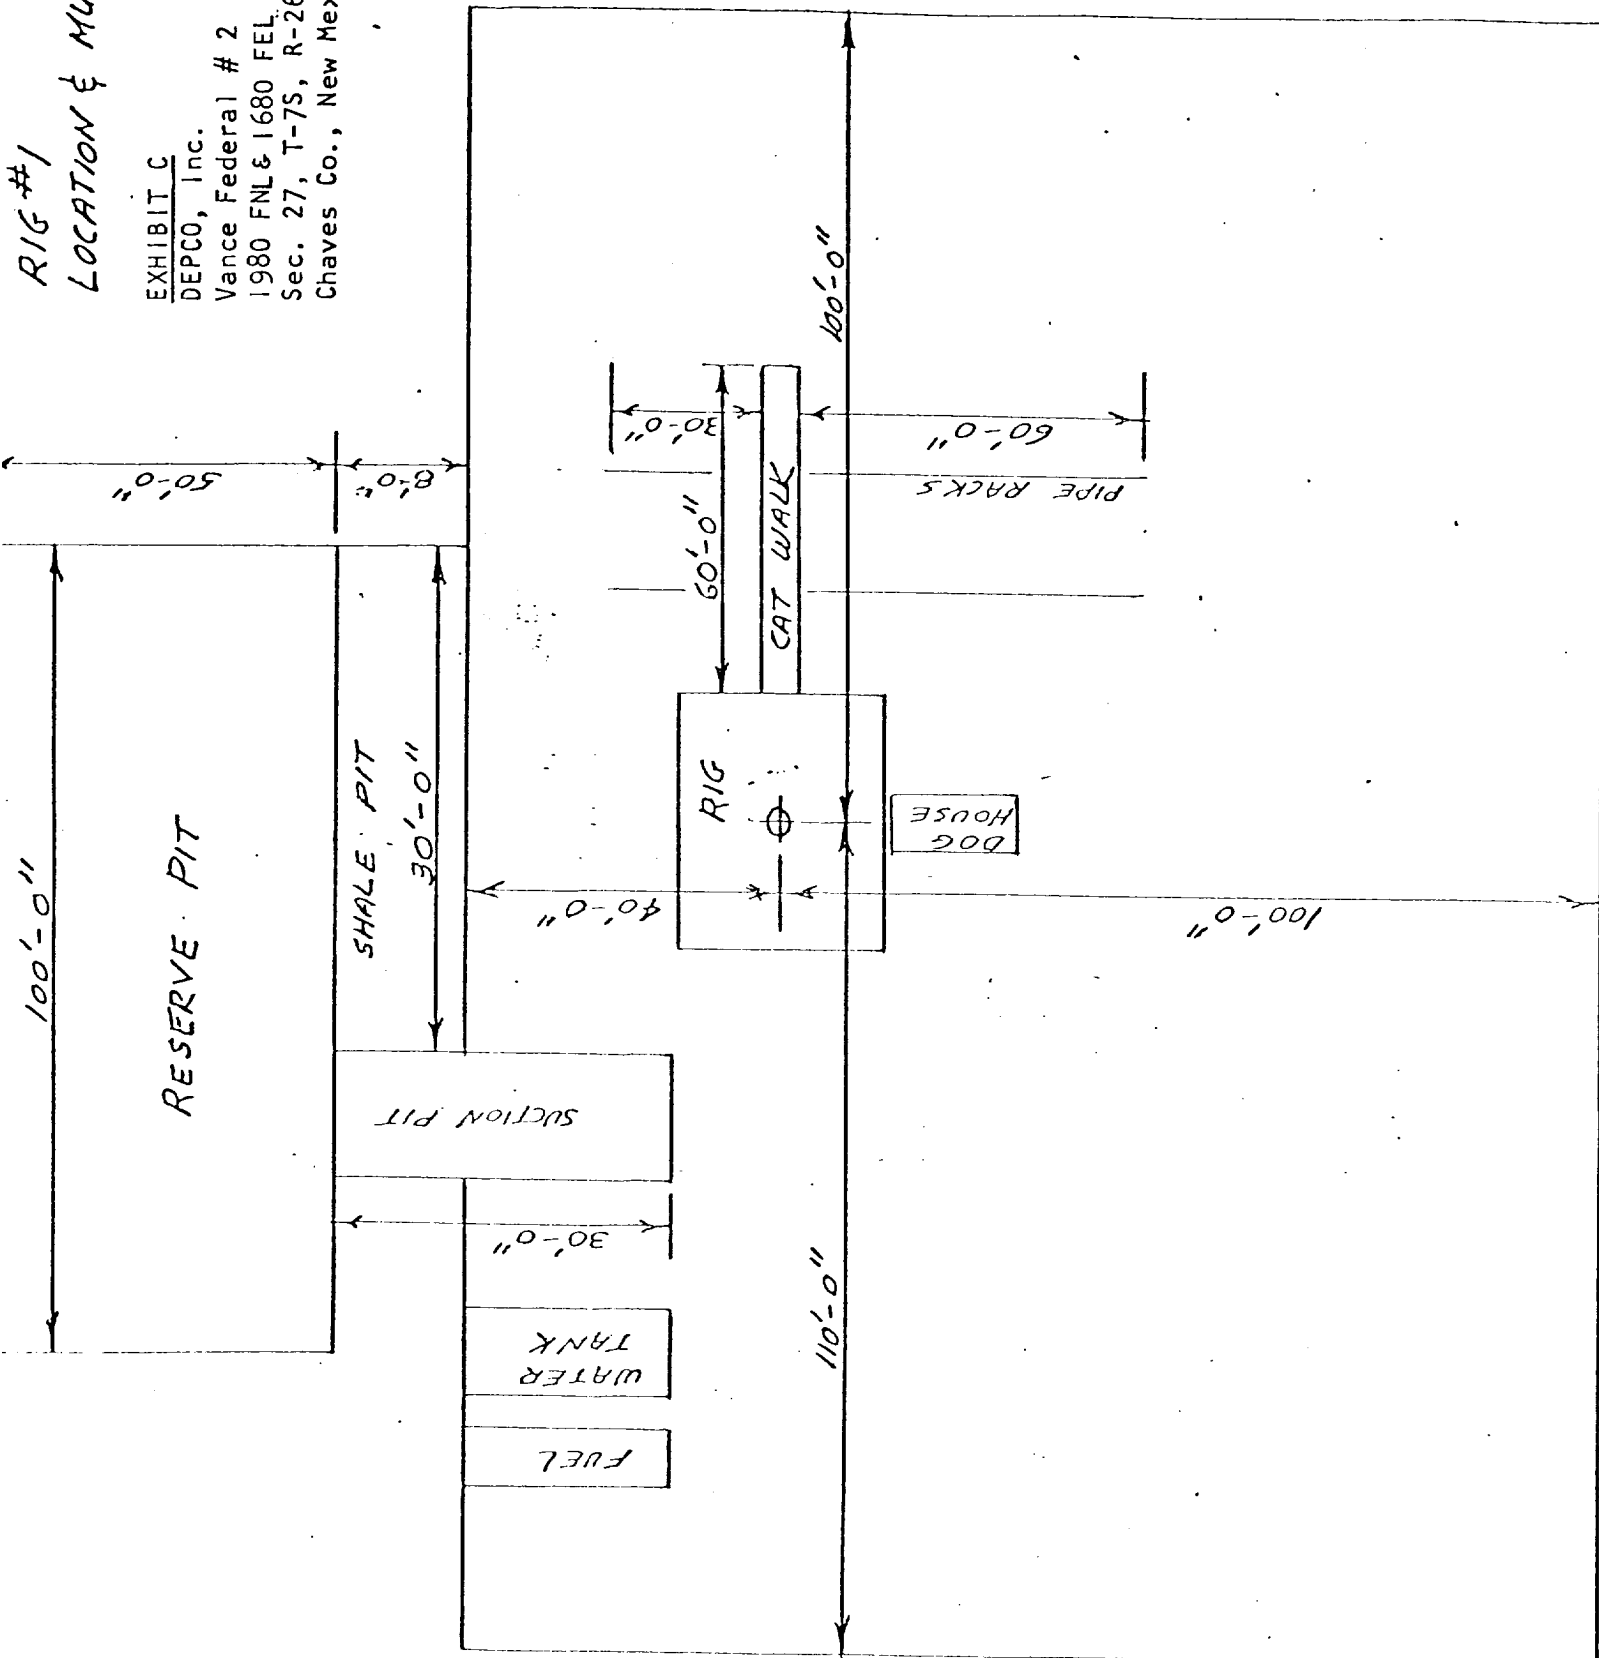 RIG #1
LOCATION & MU
EXHIBIT C
DEPCO, Inc.
Vance Federal # 2
1980 FNL & 1680 FEL
Sec. 27, T-7S, R-26
Chaves Co., New Mex
100'-0"
RESERVE PIT
50'-0"
8'-0"
SHALE PIT
30'-0"
SUCTION PIT
30'-0"
WATER
TANK
FUEL
40'-0"
RIG
60'-0"
CAT WALK
30'-0"
60'-0"
PIPE RACKS
100'-0"
110'-0"
DOG
HOUSE
100'-0"